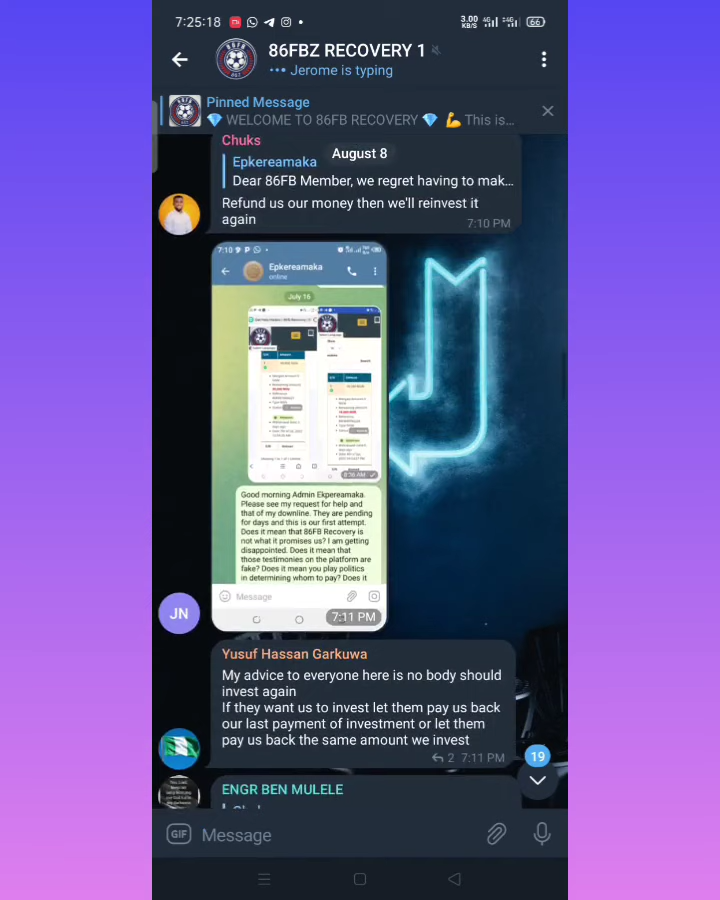 7:25:18
3.00
KB/S
66
86FBZ RECOVERY 1
Jerome is typing
Pinned Message
💎 WELCOME TO 86FB RECOVERY 💎 💪 This is...
Chuks
August 8
Epkereamaka
Dear 86FB Member, we regret having to mak...
Refund us our money then we'll reinvest it
again
7:10 PM
7:10
Epkereamaka
online
July 16
8:36 AM
Good morning Admin Ekpereamaka.
Please see my request for help and
that of my downline. They are pending
for days and this is our first attempt.
Does it mean that 86FB Recovery is
not what it promises us? I am getting
disappointed. Does it mean that
those testimonies on the platform are
fake? Does it mean you play politics
in determining whom to pay? Does it
Message
7:11 PM
JN
Yusuf Hassan Garkuwa
My advice to everyone here is no body should
invest again
If they want us to invest let them pay us back
our last payment of investment or let them
pay us back the same amount we invest
2 7:11 PM
19
ENGR BEN MULELE
GIF
Message